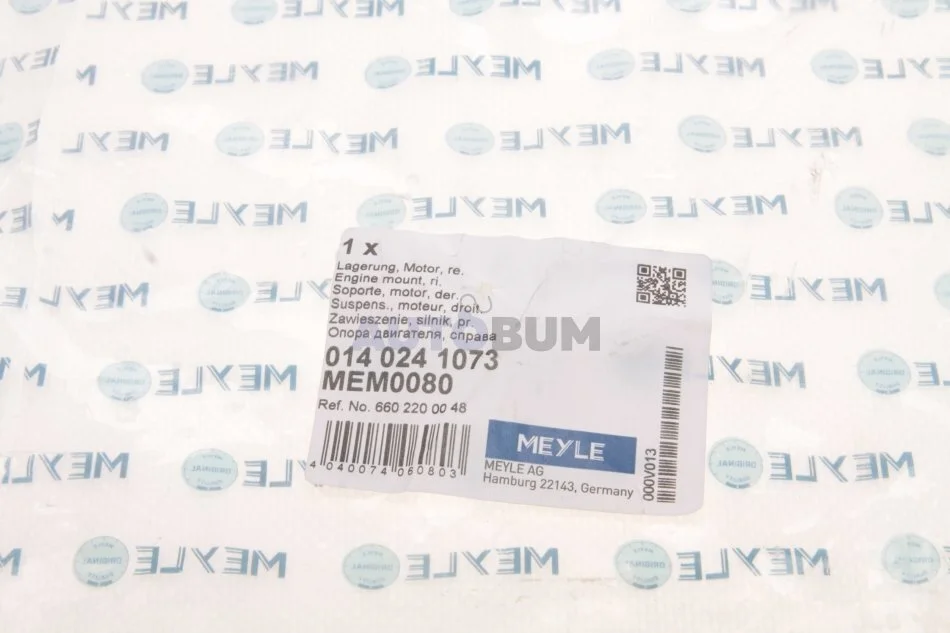 1 x
Lagerung, Motor, re.
Engine mount, ri.
Soporte, motor, der.
Suspens., moteur, droit
Zawieszenie, silnik, pr.
Опора двигателя, справа
AUTOBUM
014 024 1073
MEM0080
Ref. No. 660 220 00 48
4 040074 060803
MEYLE
MEYLE AG
Hamburg 22143, Germany
000V013